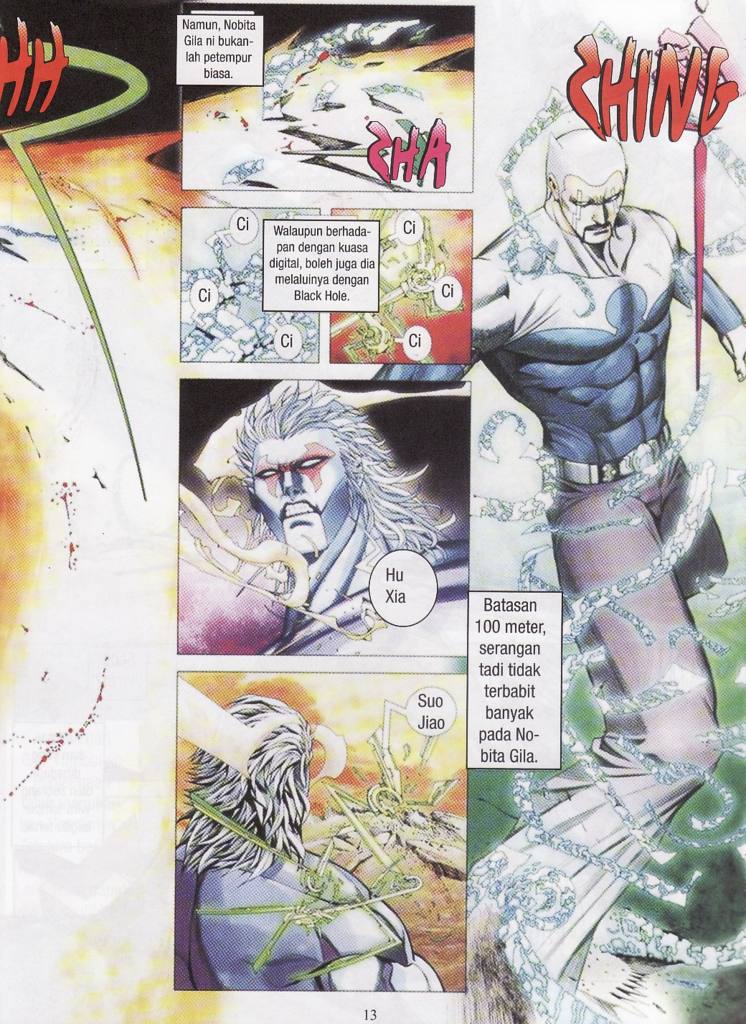 HH
Namun, Nobita
Gila ni bukan-
lah petempur
biasa.
CHA
CHING
Ci
Ci
Ci
Walaupun berhada-
pan dengan kuasa
digital, boleh juga dia
melaluinya dengan
Black Hole.
Ci
Ci
Ci
Hu
Xia
Batasan
100 meter,
serangan
tadi tidak
terbabit
banyak
pada No-
bita Gila.
Suo
Jiao
13